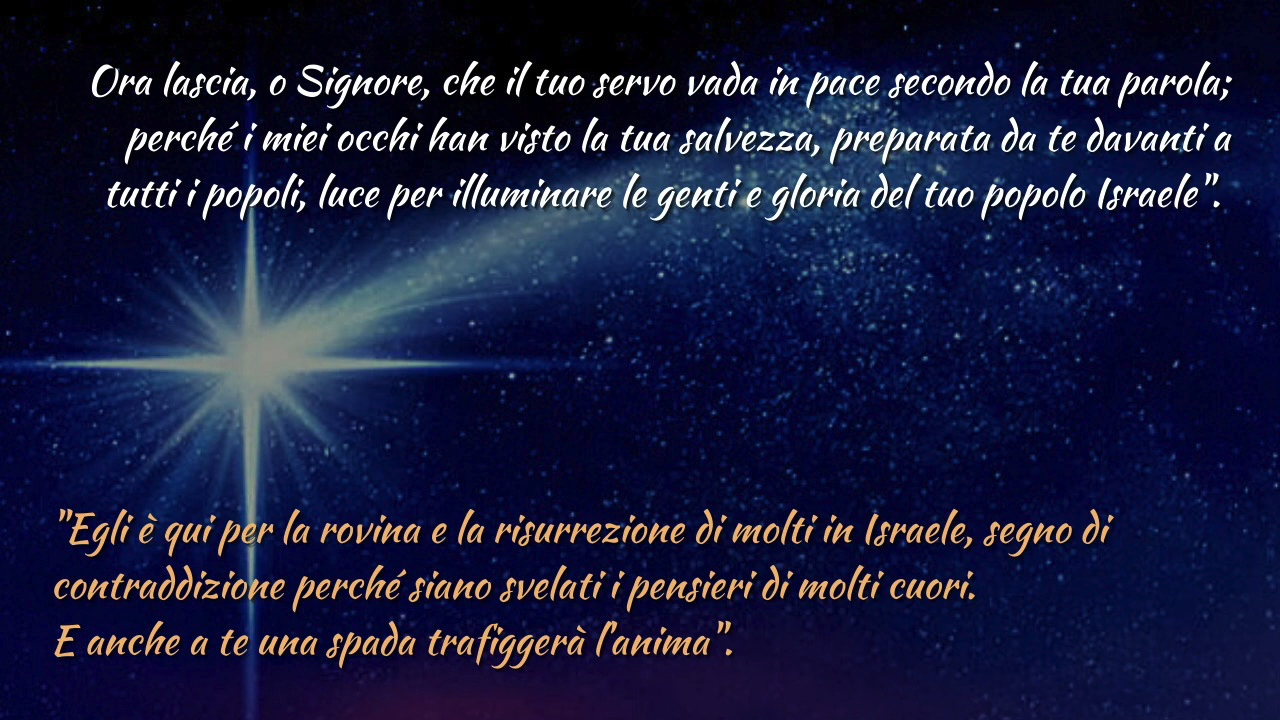 Ora lascia, o Signore, che il tuo servo vada in pace secondo la tua parola;
perché i miei occhi han visto la tua salvezza, preparata da te davanti a
tutti i popoli, luce per illuminare le genti e gloria del tuo popolo Israele".
"Egli è qui per la rovina e la risurrezione di molti in Israele, segno di
contraddizione perché siano svelati i pensieri di molti cuori.
E anche a te una spada trafiggerà l'anima".